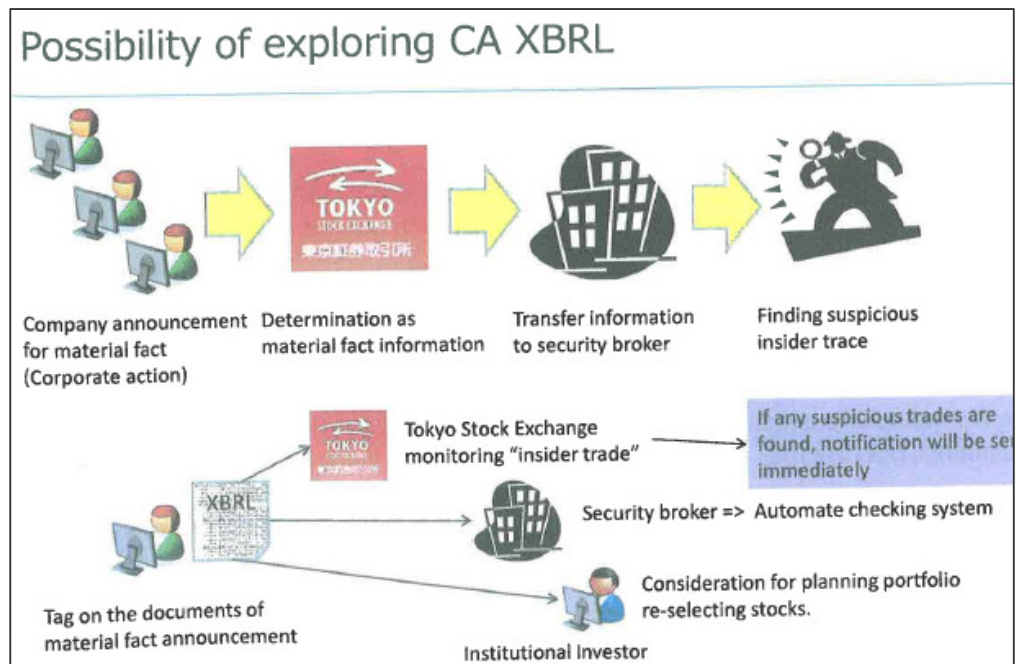 Possibility of exploring CA XBRL
TOKYO
STOCK EXCHANGE
東京証券取引所
Company announcement
for material fact
(Corporate action)
Determination as
material fact information
Transfer information
to security broker
Finding suspicious
insider trace
TOKYO
Tokyo Stock Exchange
monitoring “insider trade”
If any suspicious trades are
found, notification will be se
immediately
XBRL
Security broker => Automate checking system
Tag on the documents of
material fact announcement
Consideration for planning portfolio
re-selecting stocks.
Institutional Investor